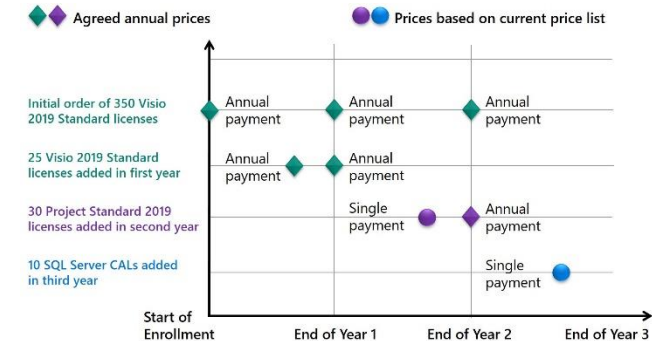 Agreed annual prices
Prices based on current price list
Initial order of 350 Visio
2019 Standard licenses
Annual
payment
Annual
payment
Annual
payment
25 Visio 2019 Standard
licenses added in first year
Annual
payment
Annual
payment
30 Project Standard 2019
licenses added in second year
Single
payment
Annual
payment
10 SQL Server CALs added
in third year
Single
payment
Start of
Enrollment
End of Year 1
End of Year 2
End of Year 3